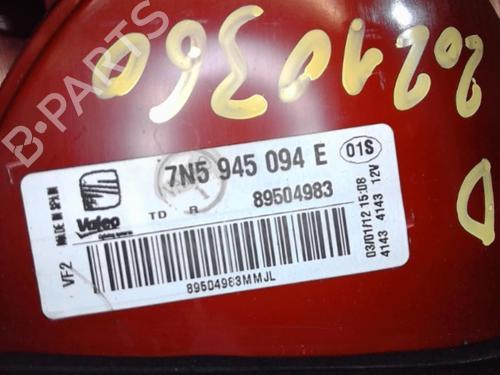 20210360
B-PARTS
D
7N5 945 094 E
01S
MADE IN SPAIN
Valeo
TD R
89504983
VF2
89504983MMJL
03/01/12 15:08 12V
4143 4143